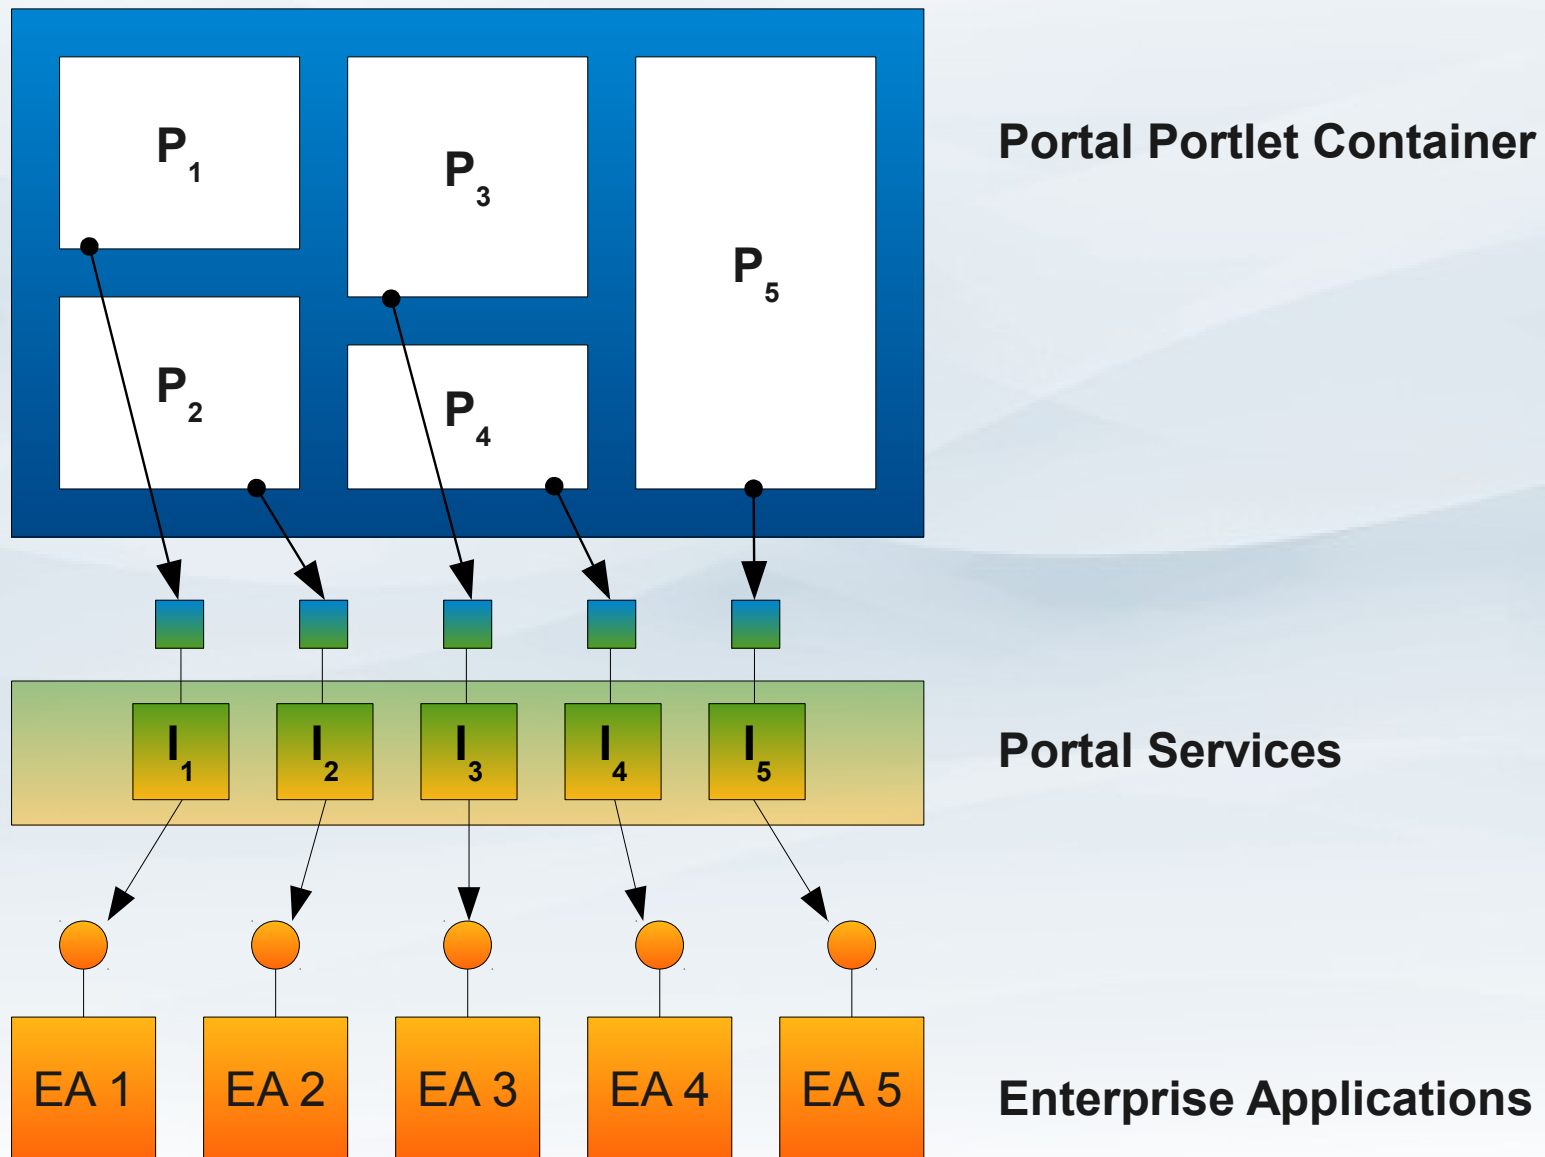 P1
P3
Portal Portlet Container
P5
P2
P4
I1
I2
I3
I4
I5
Portal Services
EA 1
EA 2
EA 3
EA 4
EA 5
Enterprise Applications